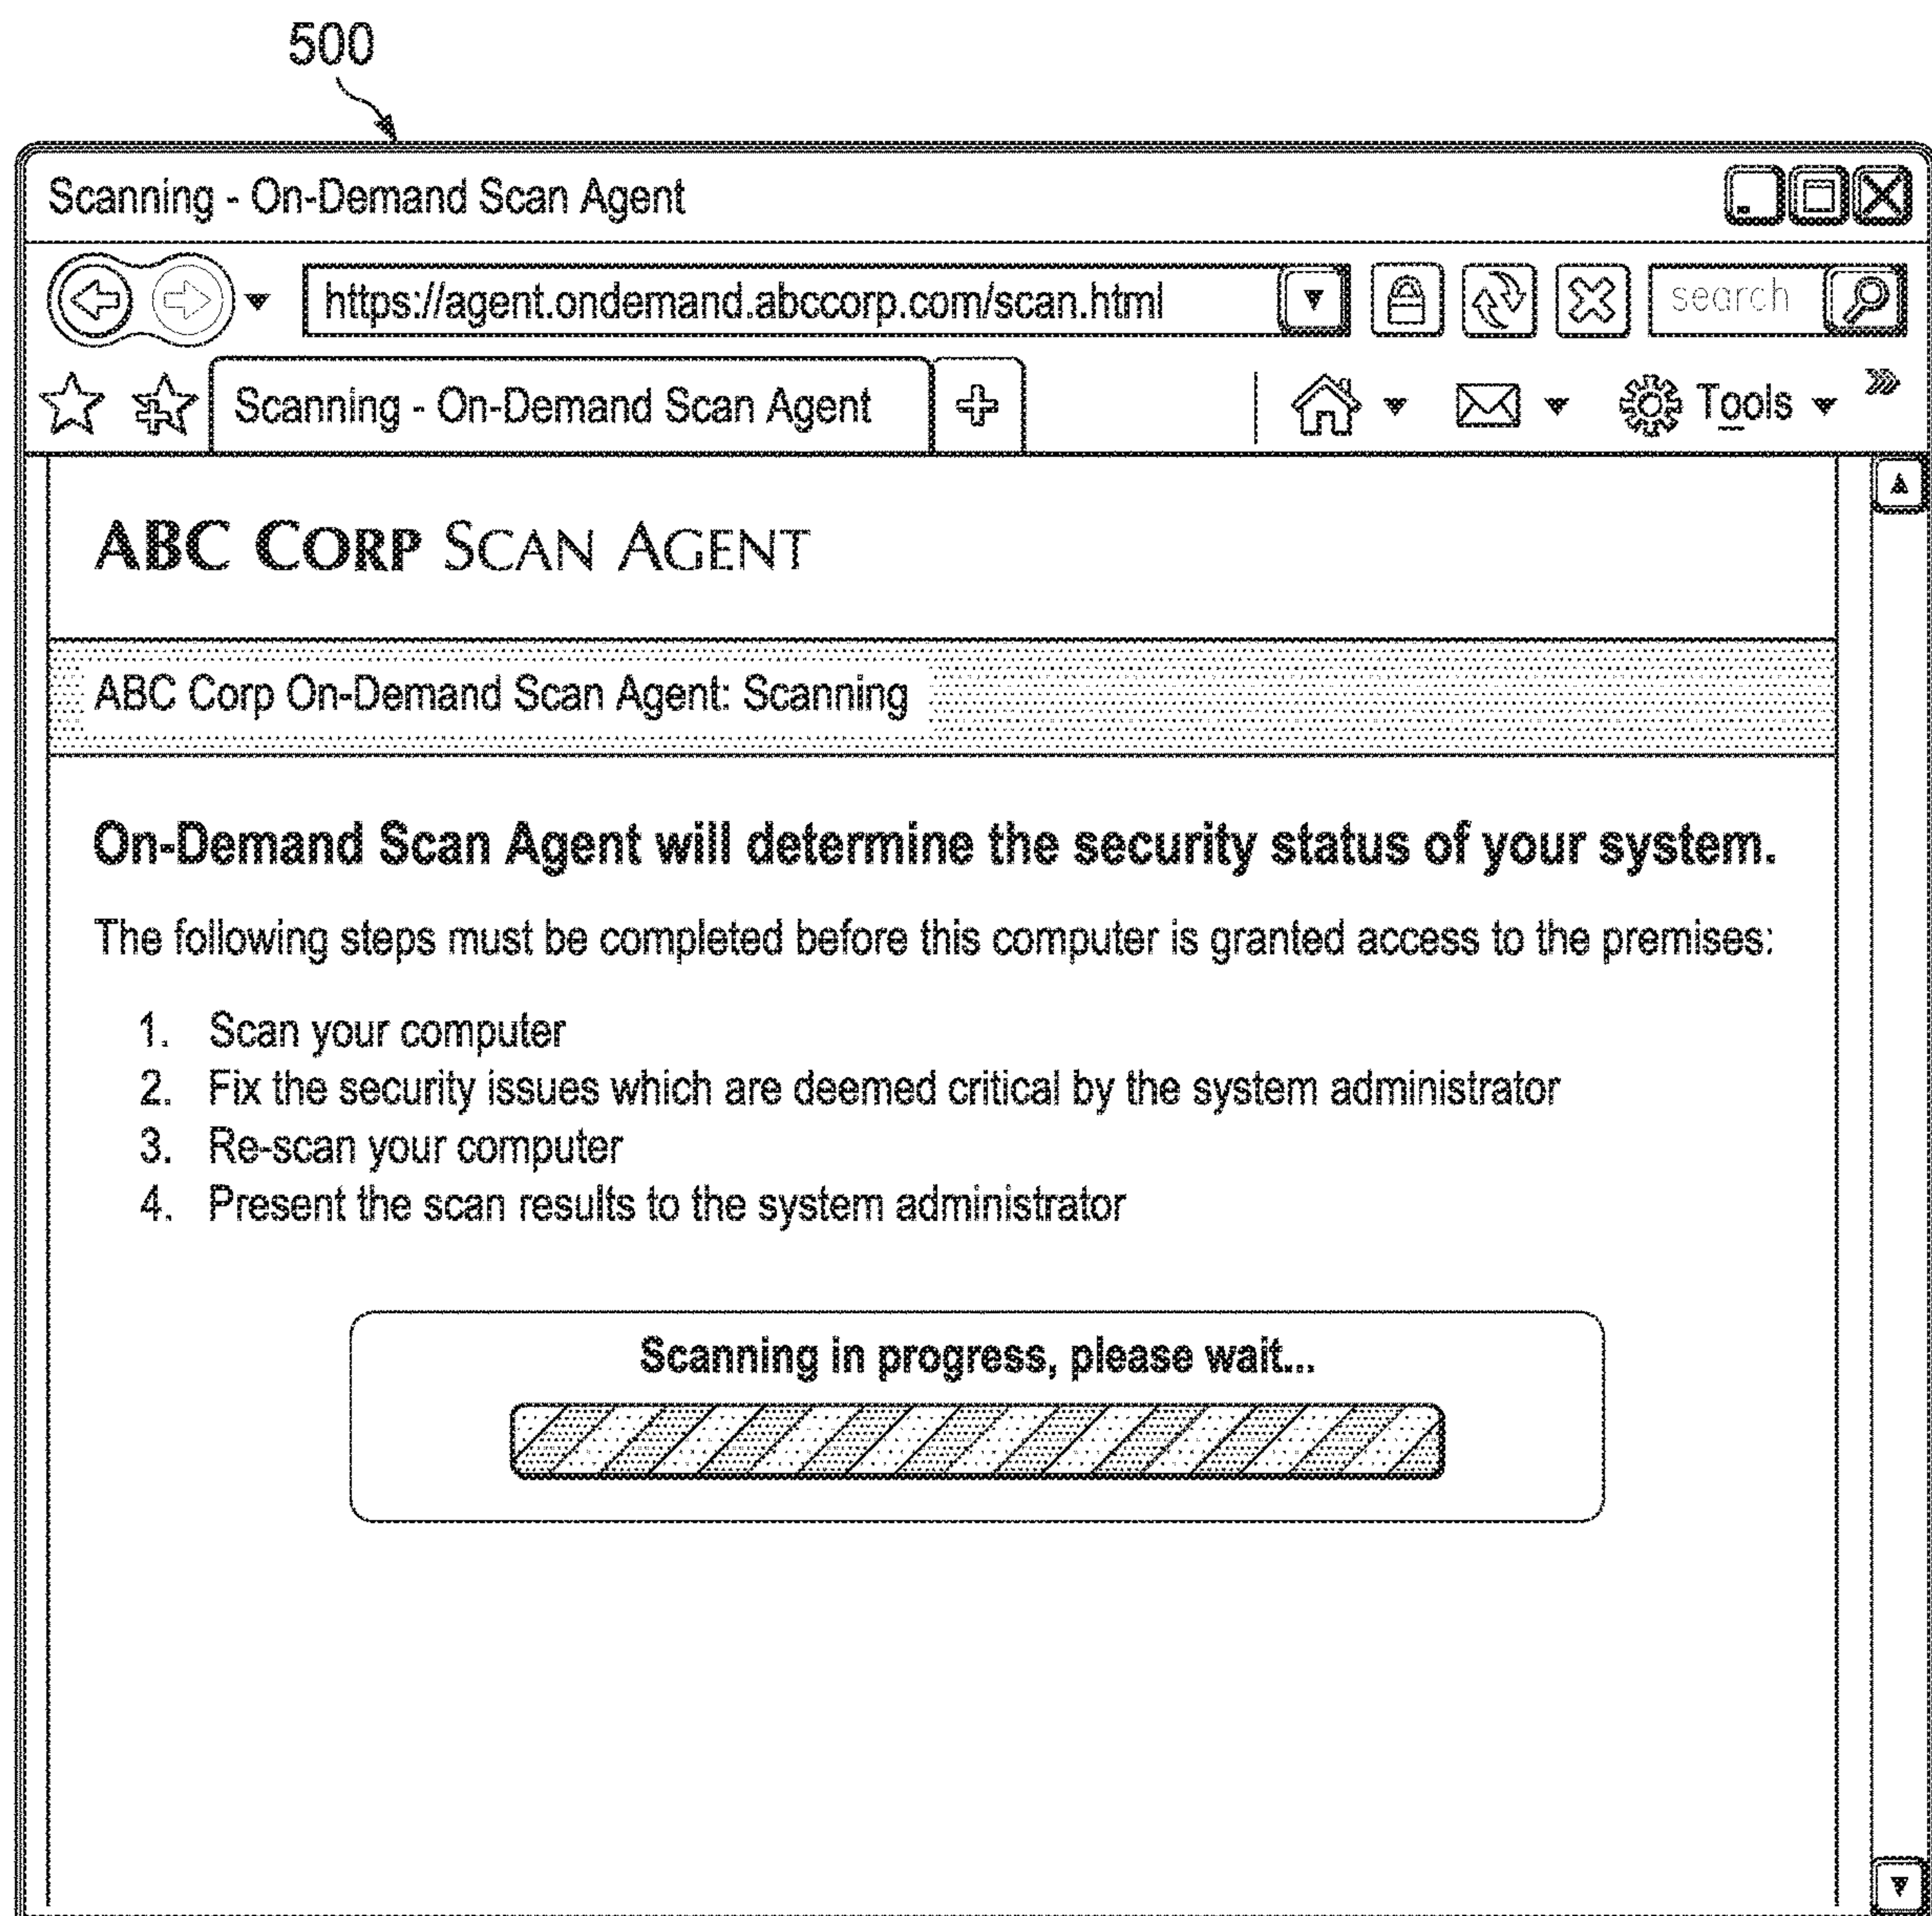 500
Scanning - On-Demand Scan Agent
https://agent.ondemand.abccorp.com/scan.html
search
Scanning - On-Demand Scan Agent
Tools
ABC CORP SCAN AGENT
ABC Corp On-Demand Scan Agent: Scanning
On-Demand Scan Agent will determine the security status of your system.
The following steps must be completed before this computer is granted access to the premises:
1. Scan your computer
2. Fix the security issues which are deemed critical by the system administrator
3. Re-scan your computer
4. Present the scan results to the system administrator
Scanning in progress, please wait...